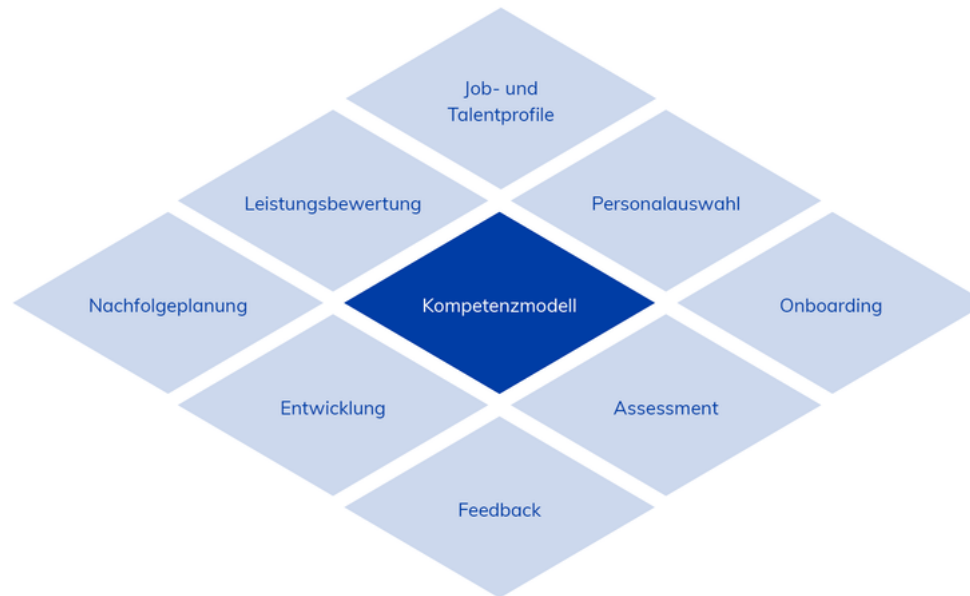 Job- und
Talentprofile
Leistungsbewertung
Personalauswahl
Nachfolgeplanung
Kompetenzmodell
Onboarding
Entwicklung
Assessment
Feedback